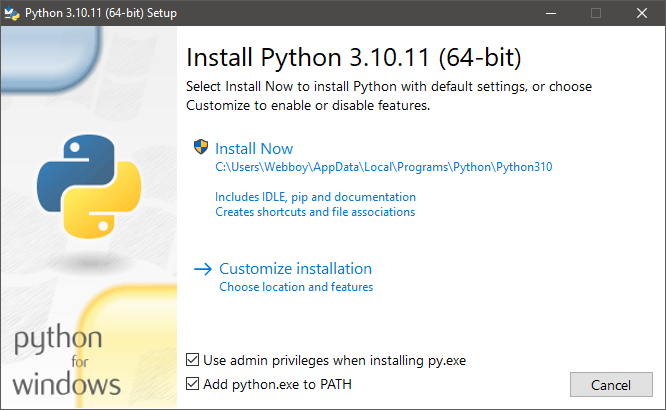 Python 3.10.11 (64-bit) Setup
Install Python 3.10.11 (64-bit)
Select Install Now to install Python with default settings, or choose
Customize to enable or disable features.
Install Now
C:\Users\Webboy\AppData\Local\Programs\Python\Python310
Includes IDLE, pip and documentation
Creates shortcuts and file associations
Customize installation
Choose location and features
python
for
windows
Use admin privileges when installing py.exe
Add python.exe to PATH
Cancel